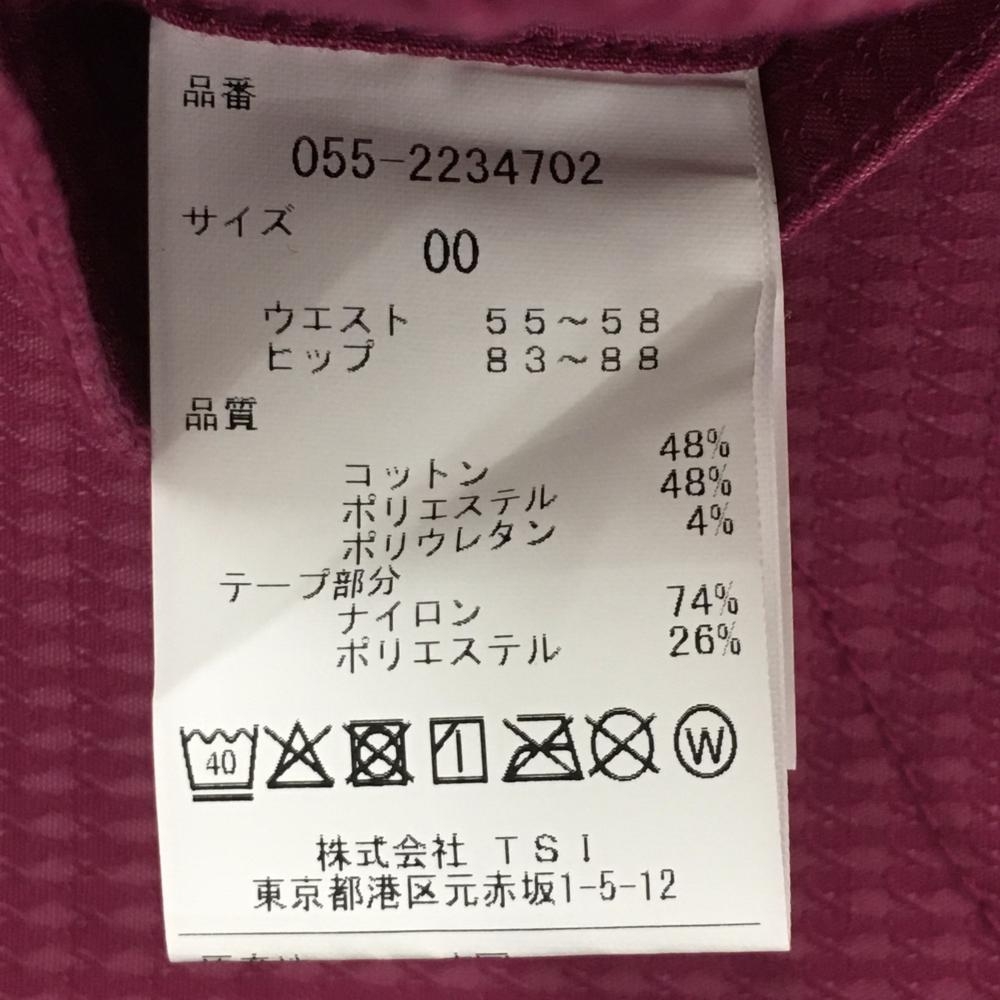 品番
055-2234702
サイズ
00
ウエスト 55~58
ヒップ 83~88
品質
コットン 48%
ポリエステル 48%
ポリウレタン 4%
テープ部分
ナイロン 74%
ポリエステル 26%
40 W
株式会社 TSI
東京都港区元赤坂1-5-12